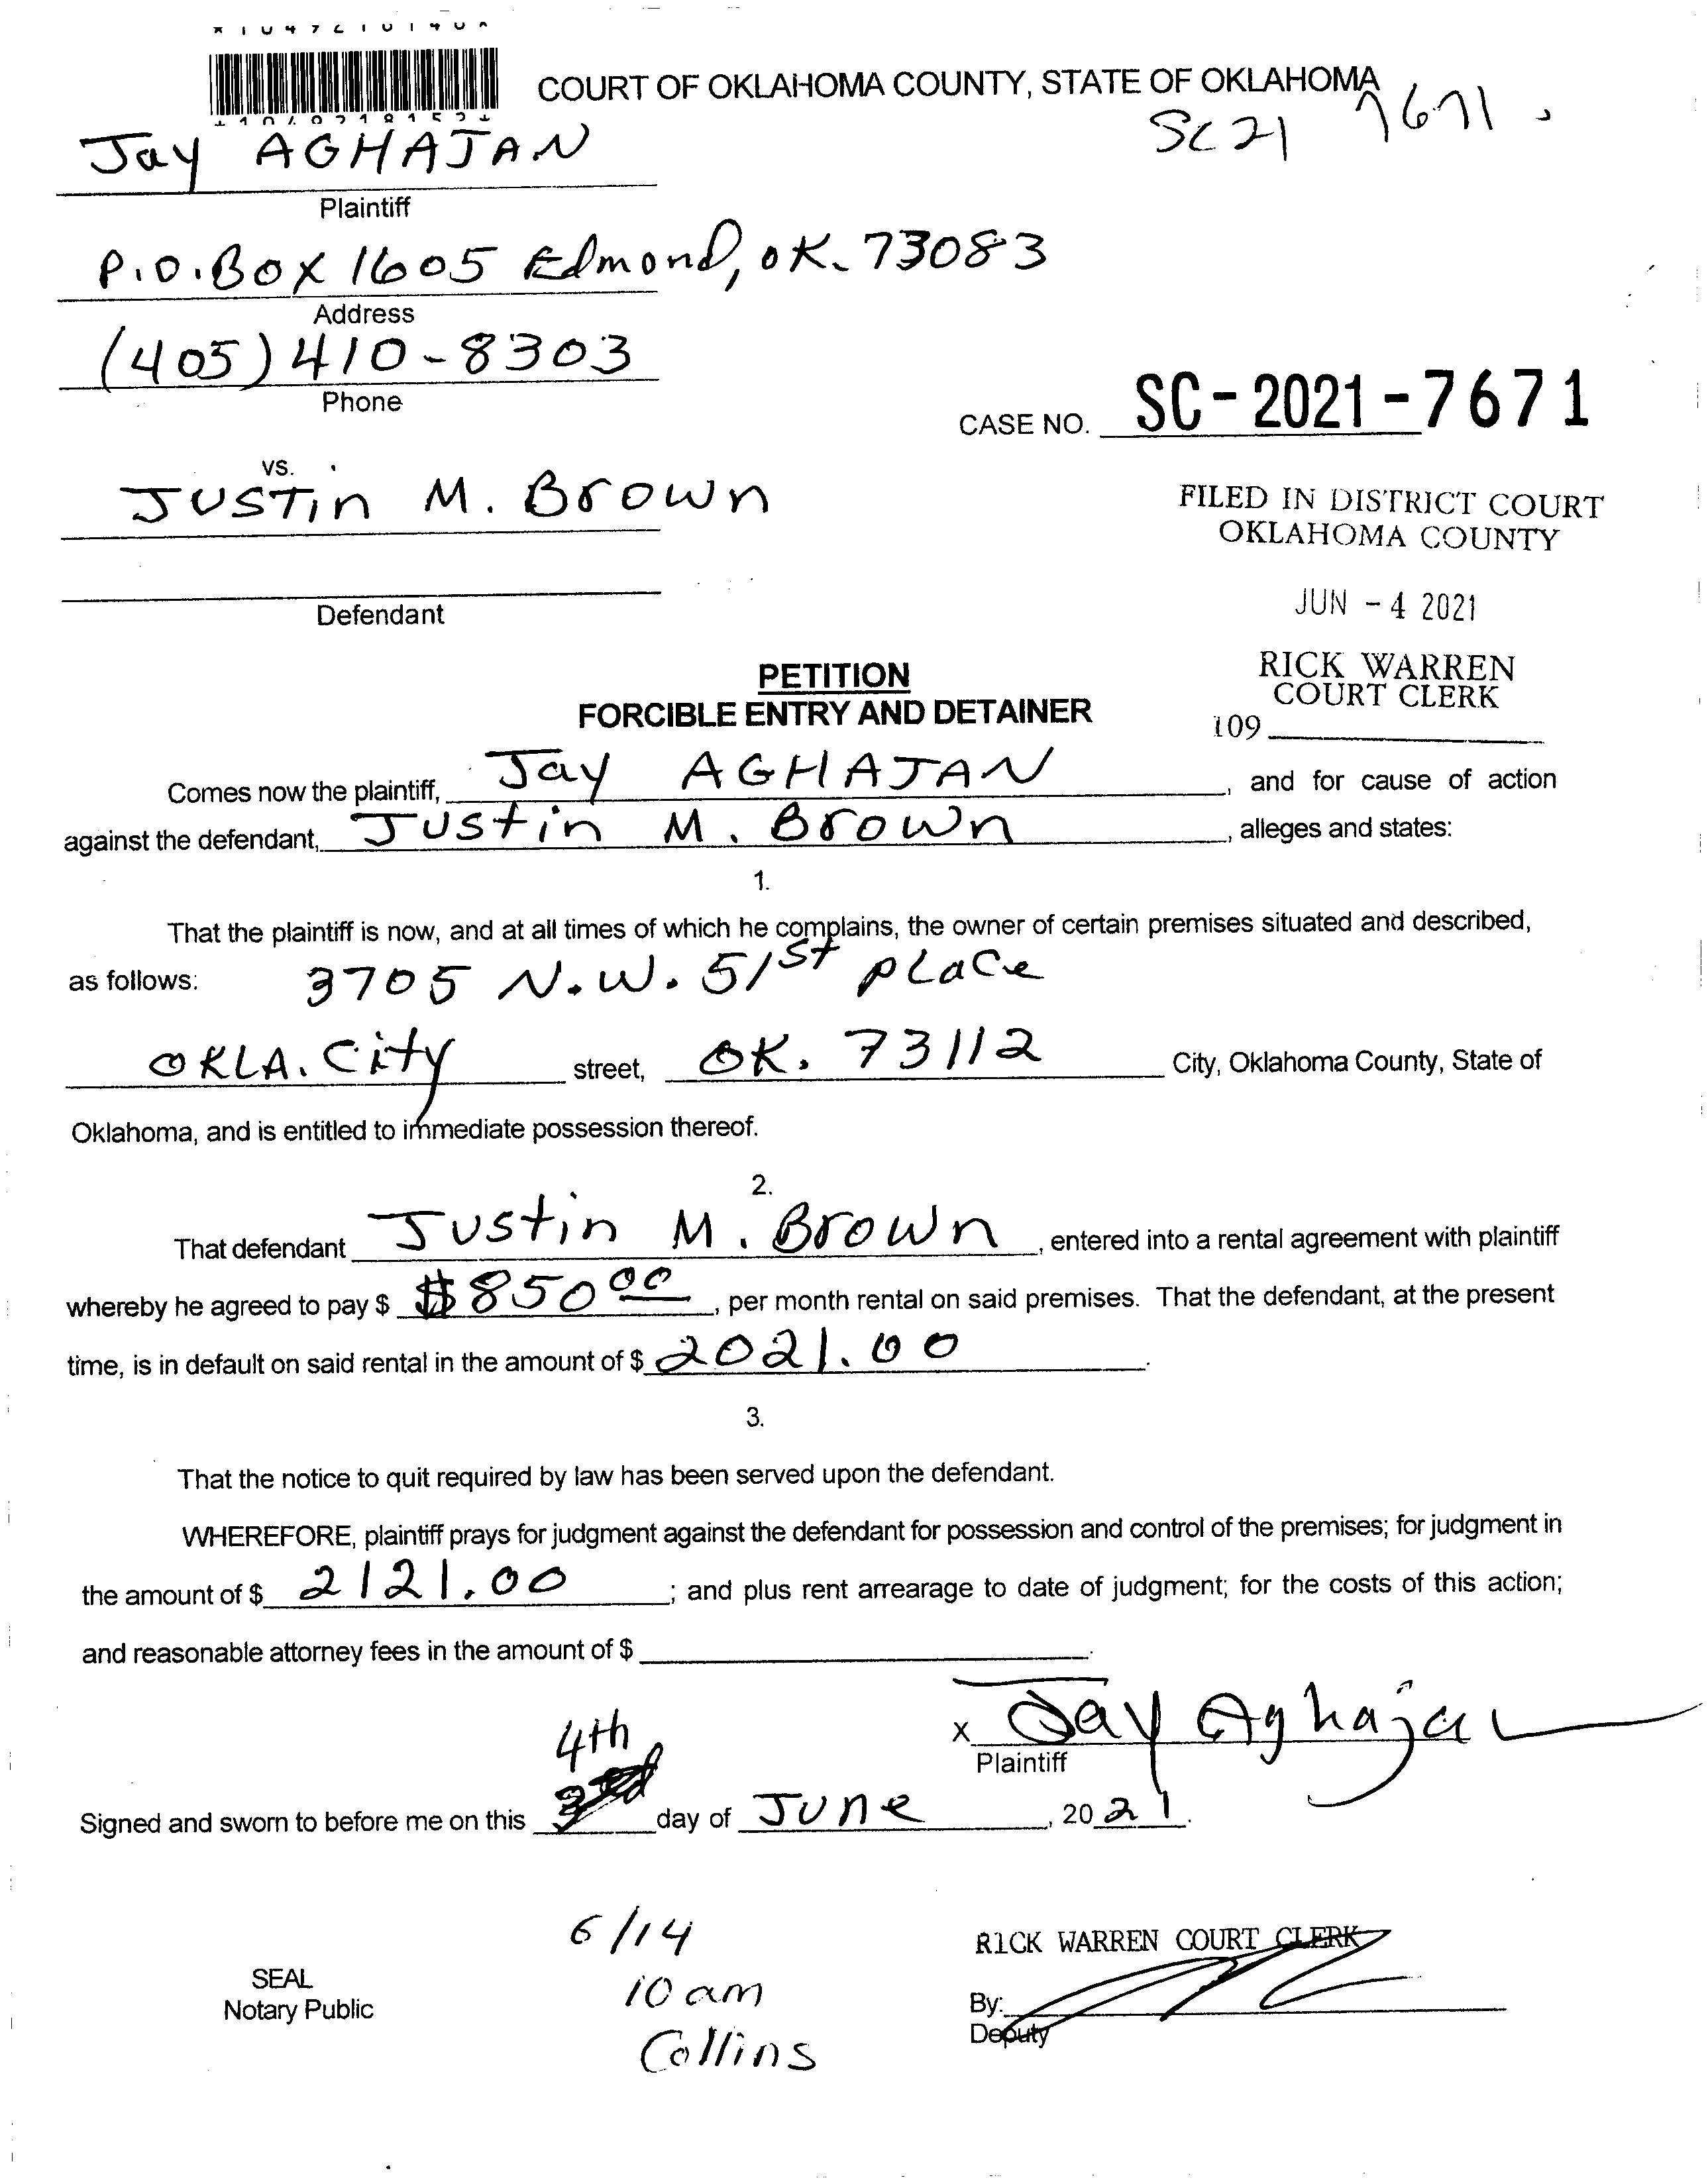 COURT OF OKLAHOMA COUNTY, STATE OF OKLAHOMA
SC21 7671
Jay AGHAJAN
Plaintiff
P.O.BOX 1605 Edmond, OK. 73083
Address
(405) 410-8303
Phone
CASE NO. SC-2021-7671
vs.
JUSTin M. Brown
FILED IN DISTRICT COURT
OKLAHOMA COUNTY
Defendant
JUN - 4 2021
PETITION
FORCIBLE ENTRY AND DETAINER
RICK WARREN
COURT CLERK
109
Comes now the plaintiff, Jay AGHAJAN, and for cause of action
against the defendant, Justin M. Brown, alleges and states:
1.
That the plaintiff is now, and at all times of which he complains, the owner of certain premises situated and described,
as follows: 3705 N.W. 51st place
OKLA. City street, OK. 73112 City, Oklahoma County, State of
Oklahoma, and is entitled to immediate possession thereof.
2.
That defendant Justin M. Brown, entered into a rental agreement with plaintiff
whereby he agreed to pay $ $850.00, per month rental on said premises. That the defendant, at the present
time, is in default on said rental in the amount of $ 2021.00.
3.
That the notice to quit required by law has been served upon the defendant.
WHEREFORE, plaintiff prays for judgment against the defendant for possession and control of the premises; for judgment in
the amount of $ 2121.00; and plus rent arrearage to date of judgment; for the costs of this action;
and reasonable attorney fees in the amount of $.
X Jay Aghajan
Plaintiff
4th
Signed and sworn to before me on this 3rd day of June, 2021.
6/14
10 am
Collins
SEAL
Notary Public
RICK WARREN COURT CLERK
By:
Deputy